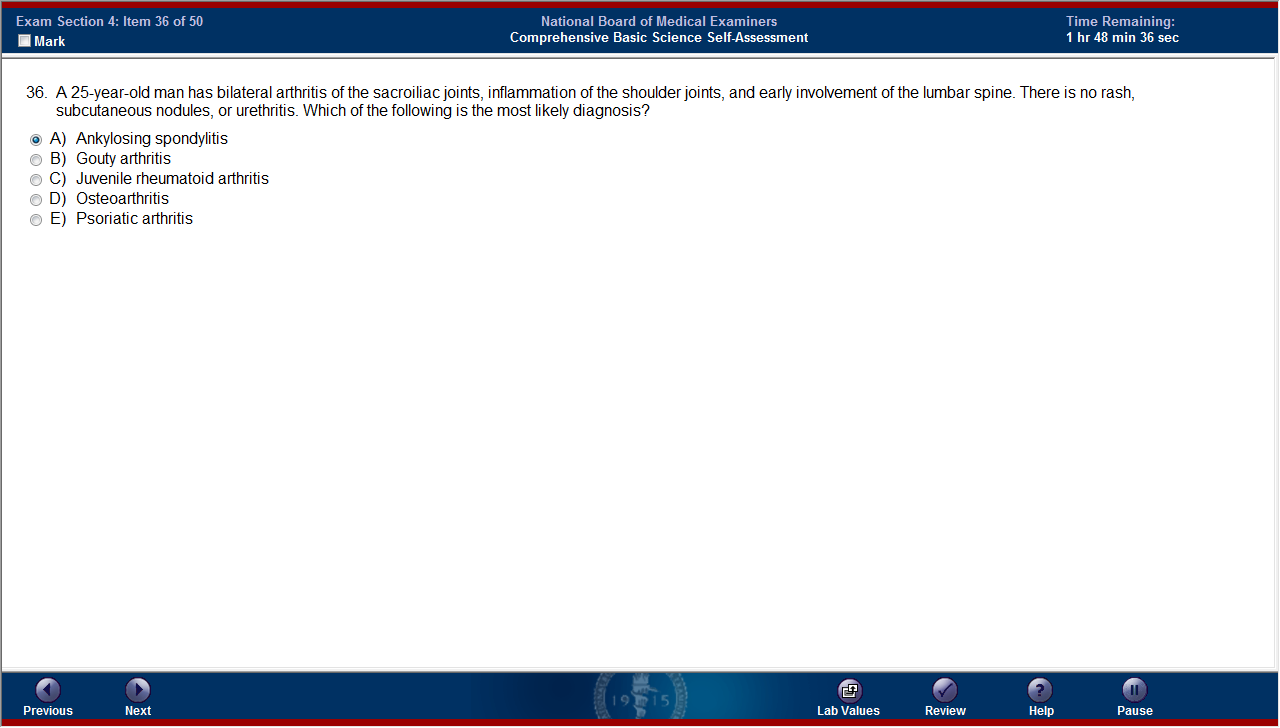 Exam Section 4: Item 36 of 50
National Board of Medical Examiners
Time Remaining:
Mark
Comprehensive Basic Science Self-Assessment
1 hr 48 min 36 sec
36. A 25-year-old man has bilateral arthritis of the sacroiliac joints, inflammation of the shoulder joints, and early involvement of the lumbar spine. There is no rash,
subcutaneous nodules, or urethritis. Which of the following is the most likely diagnosis?
A) Ankylosing spondylitis
B) Gouty arthritis
C) Juvenile rheumatoid arthritis
D) Osteoarthritis
E) Psoriatic arthritis
1915
Previous
Next
Lab Values
Review
Help
Pause